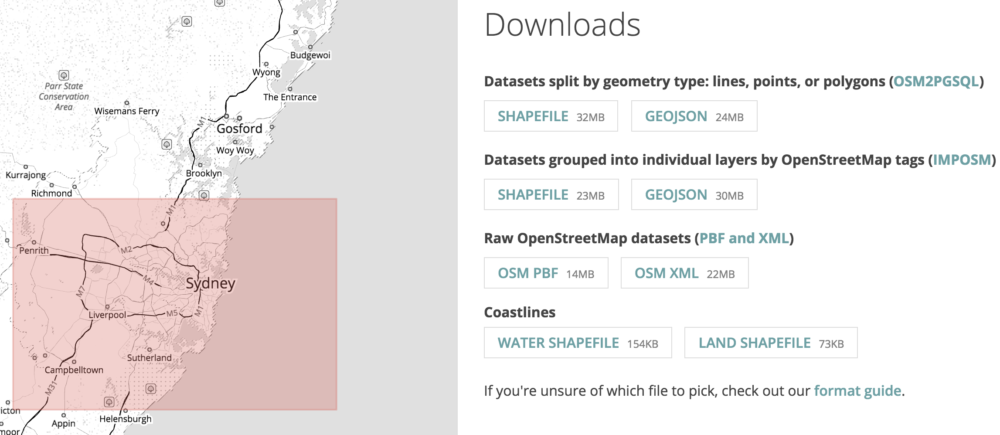 Budgewoi
Wyong
Parr State
Conservation
Area
The Entrance
Wisemans Ferry
M1
Gosford
Woy Woy
Brooklyn
Kurrajong
Richmond
M1
Penrith
M2
M4
Sydney
M7
Liverpool
M5
M1
Sutherland
Campbelltown
M31
icton
Appin
Helensburgh
moor
Downloads
Datasets split by geometry type: lines, points, or polygons (OSM2PGSQL)
SHAPEFILE 32MB GEOJSON 24MB
Datasets grouped into individual layers by OpenStreetMap tags (IMPOSM)
SHAPEFILE 23MB GEOJSON 30MB
Raw OpenStreetMap datasets (PBF and XML)
OSM PBF 14MB OSM XML 22MB
Coastlines
WATER SHAPEFILE 154KB LAND SHAPEFILE 73KB
If you're unsure of which file to pick, check out our format guide.